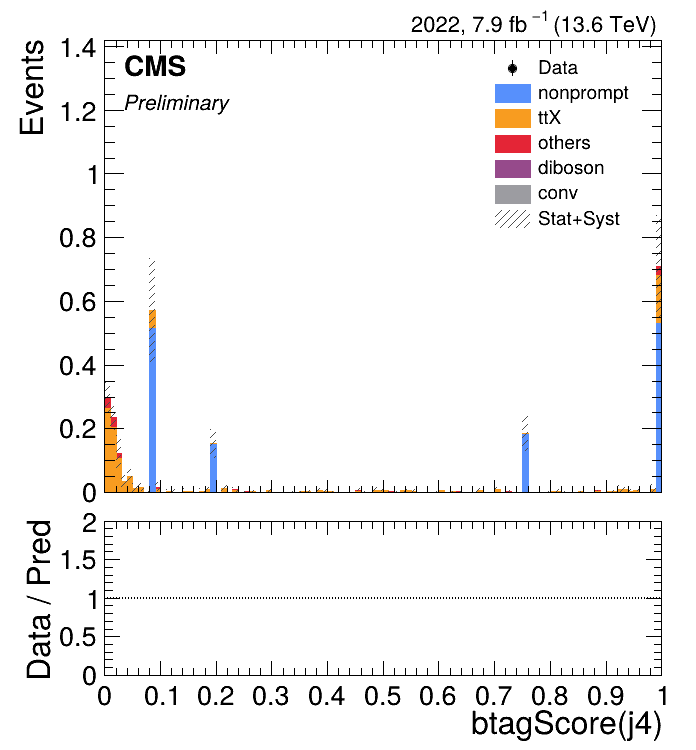 2022, 7.9 fb⁻¹ (13.6 TeV)
CMS
Preliminary
Events
1.4
1.2
1
0.8
0.6
0.4
0.2
0
Data
nonprompt
ttX
others
diboson
conv
Stat+Syst
Data / Pred
2
1.5
1
0.5
0
0 0.1 0.2 0.3 0.4 0.5 0.6 0.7 0.8 0.9 1
btagScore(j4)